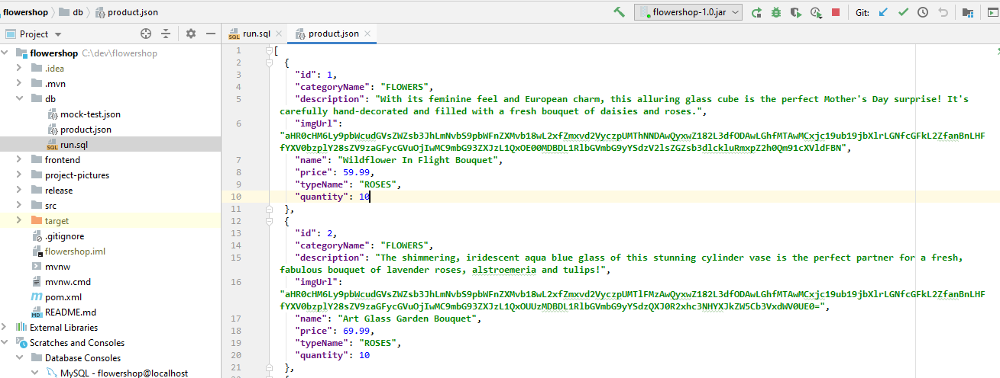 flowershop db product.json flowershop-1.0.jar Git:
Project run.sql product.json
flowershop C:\dev\flowershop
.idea
.mvn
db
mock-test.json
product.json
run.sql
frontend
project-pictures
release
src
target
.gitignore
flowershop.iml
mvnw
mvnw.cmd
pom.xml
README.md
External Libraries
Scratches and Consoles
Database Consoles
MySQL - flowershop@localhost
1 [
2 {
3 "id": 1,
4 "categoryName": "FLOWERS",
5 "description": "With its feminine feel and European charm, this alluring glass cube is the perfect Mother's Day surprise! It's
carefully hand-decorated and filled with a fresh bouquet of daisies and roses.",
6 "imgUrl":
7 "name": "Wildflower In Flight Bouquet",
8 "price": 59.99,
9 "typeName": "ROSES",
10 "quantity": 10
11 },
12 {
13 "id": 2,
14 "categoryName": "FLOWERS",
15 "description": "The shimmering, iridescent aqua blue glass of this stunning cylinder vase is the perfect partner for a fresh,
fabulous bouquet of lavender roses, alstroemeria and tulips!",
16 "imgUrl":
17 "name": "Art Glass Garden Bouquet",
18 "price": 69.99,
19 "typeName": "ROSES",
20 "quantity": 10
21 },